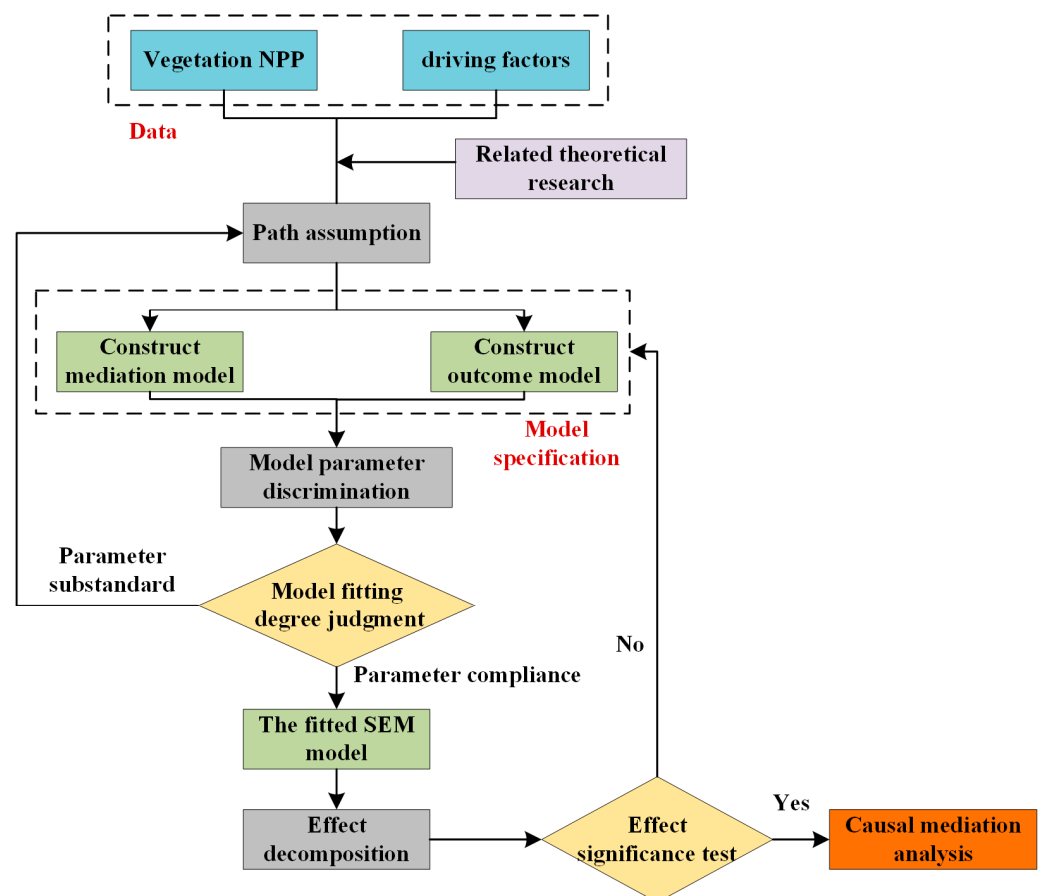 Vegetation NPP
driving factors
Data
Related theoretical
research
Path assumption
Construct
mediation model
Construct
outcome model
Model
specification
Model parameter
discrimination
Parameter
substandard
Model fitting
degree judgment
No
Parameter compliance
The fitted SEM
model
Effect
decomposition
Effect
significance test
Yes
Causal mediation
analysis